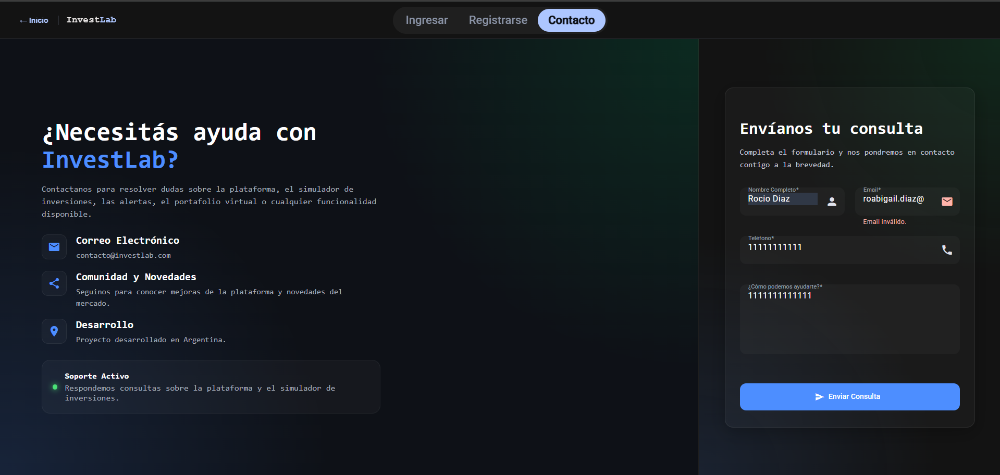 ← Inicio
InvestLab
Ingresar
Registrarse
Contacto
¿Necesitás ayuda con
InvestLab?
Contactanos para resolver dudas sobre la plataforma, el simulador de
inversiones, las alertas, el portafolio virtual o cualquier funcionalidad
disponible.
Correo Electrónico
contacto@investlab.com
Comunidad y Novedades
Seguinos para conocer mejoras de la plataforma y novedades del
mercado.
Desarrollo
Proyecto desarrollado en Argentina.
Soporte Activo
Respondemos consultas sobre la plataforma y el simulador de
inversiones.
Envíanos tu consulta
Completa el formulario y nos pondremos en contacto
contigo a la brevedad.
Nombre Completo*
Rocio Diaz
Email*
roabigail.diaz@
Email inválido.
Teléfono*
11111111111
¿Cómo podemos ayudarte?*
1111111111111
Enviar Consulta